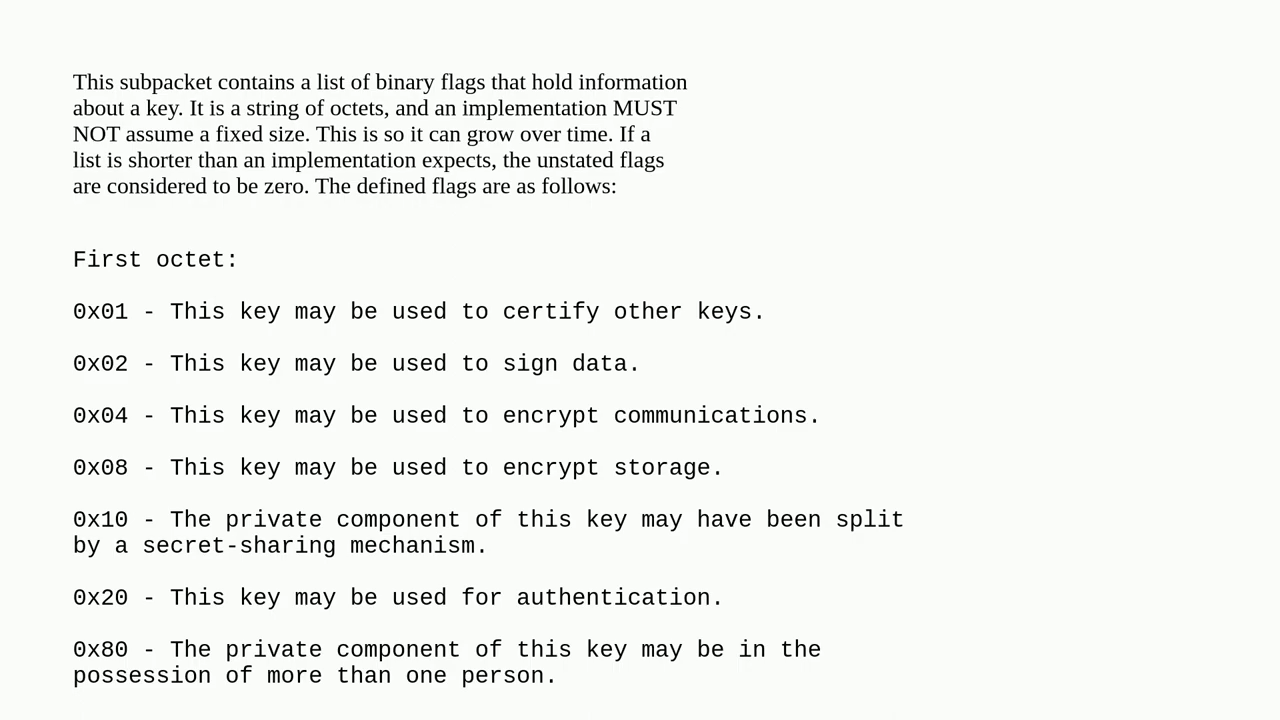 This subpacket contains a list of binary flags that hold information
about a key. It is a string of octets, and an implementation MUST
NOT assume a fixed size. This is so it can grow over time. If a
list is shorter than an implementation expects, the unstated flags
are considered to be zero. The defined flags are as follows:
First octet:
0x01 - This key may be used to certify other keys.
0x02 - This key may be used to sign data.
0x04 - This key may be used to encrypt communications.
0x08 - This key may be used to encrypt storage.
0x10 - The private component of this key may have been split
by a secret-sharing mechanism.
0x20 - This key may be used for authentication.
0x80 - The private component of this key may be in the
possession of more than one person.